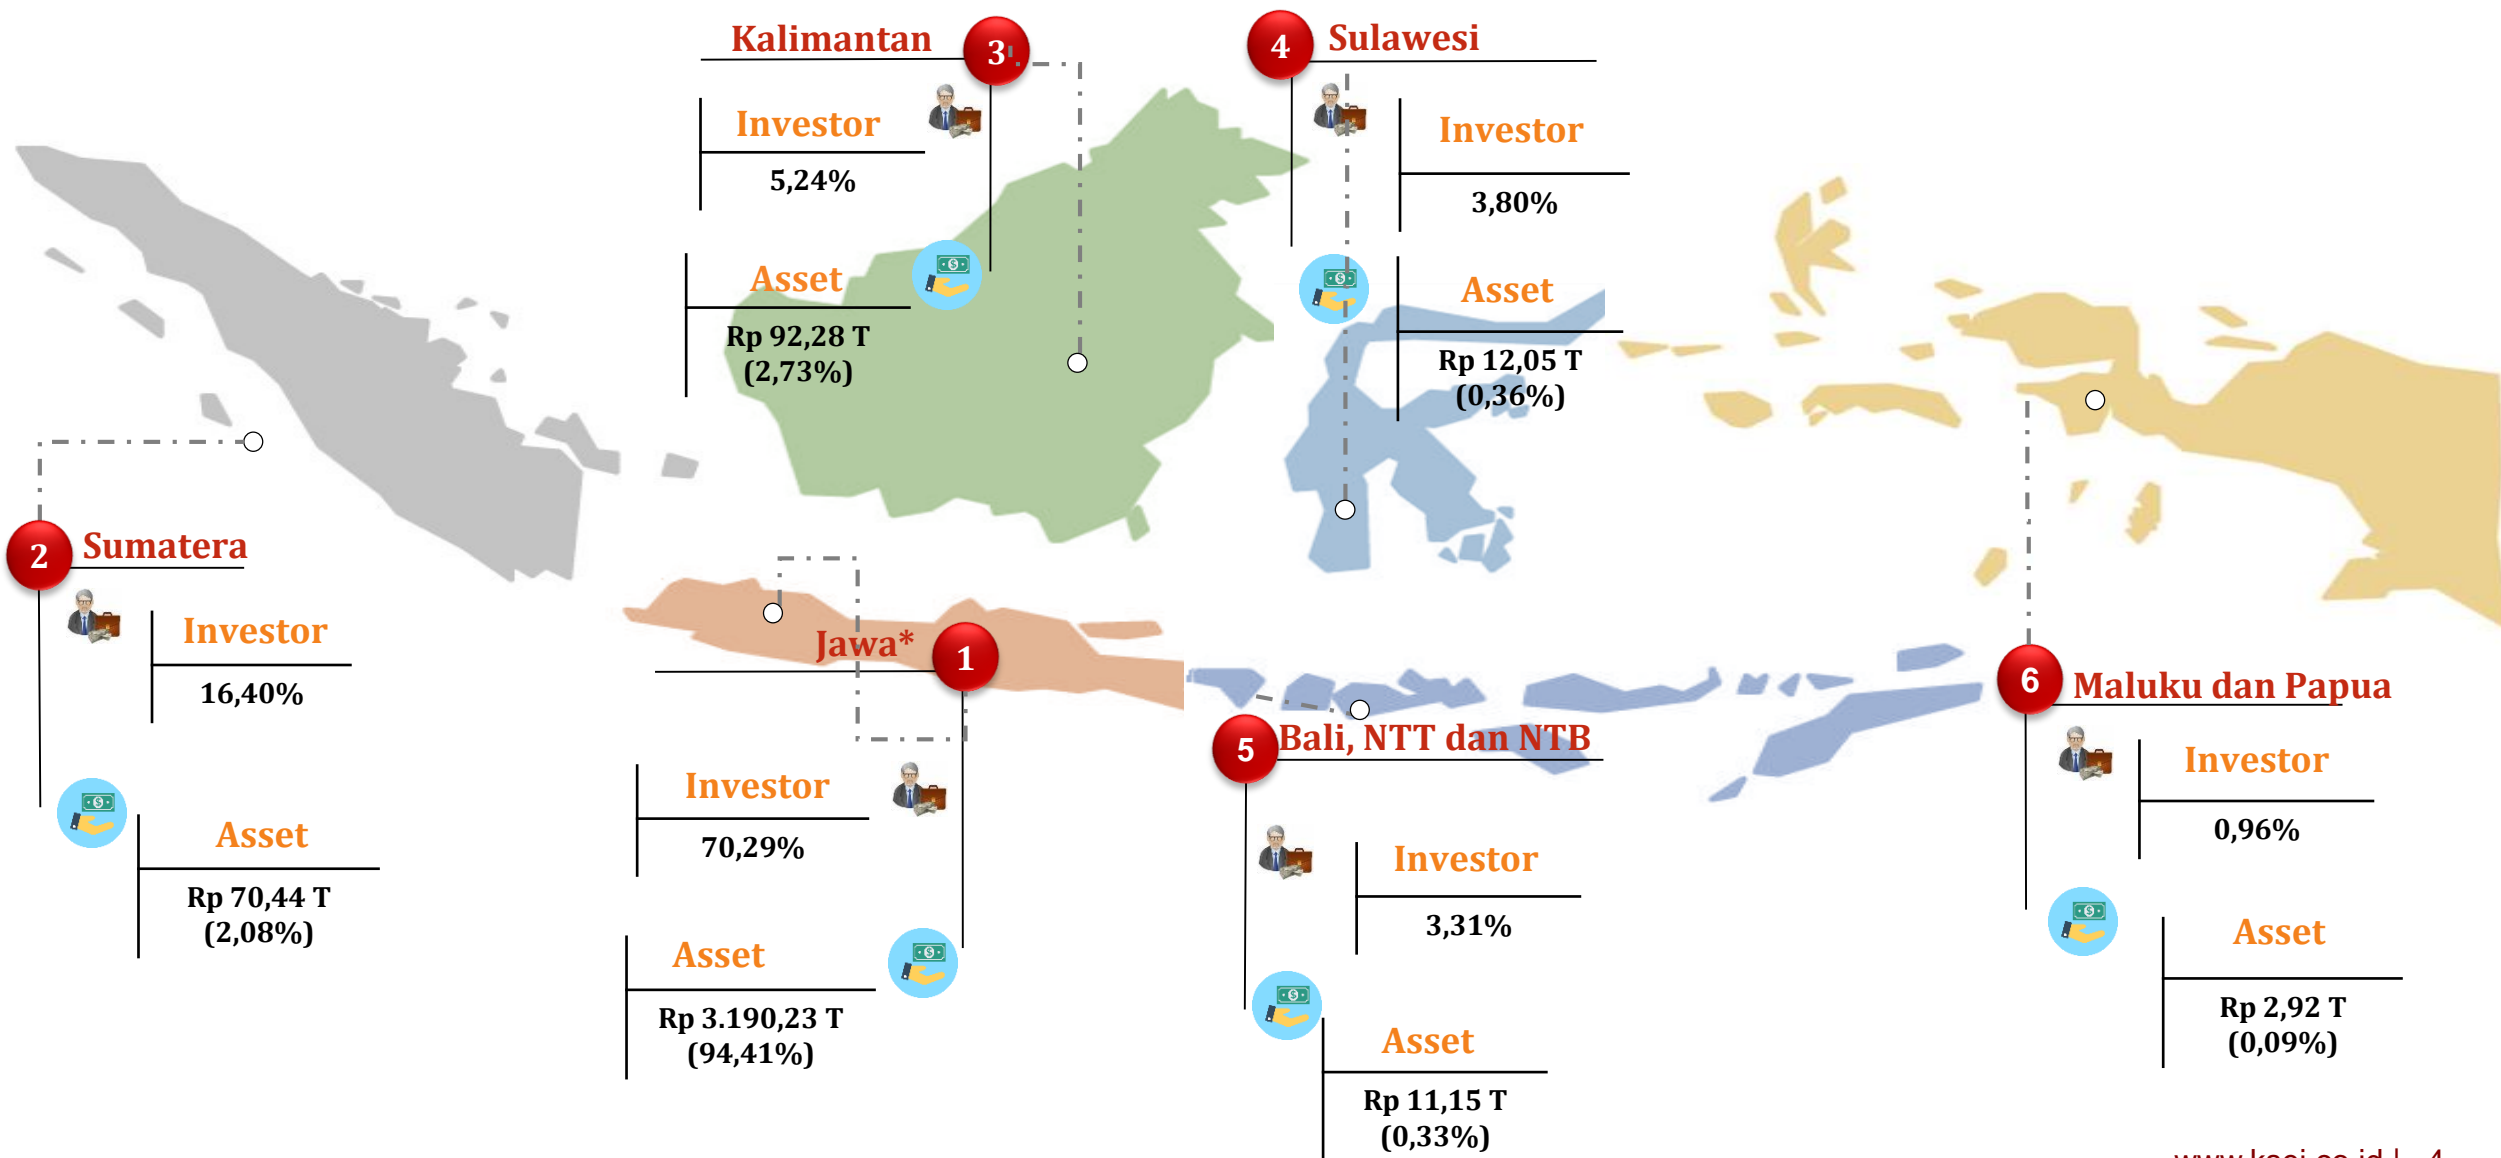 Kalimantan
3
Investor
5,24%
Asset
Rp 92,28 T
(2,73%)
4
Sulawesi
Investor
3,80%
Asset
Rp 12,05 T
(0,36%)
2
Sumatera
Investor
16,40%
Asset
Rp 70,44 T
(2,08%)
Jawa*
1
Investor
70,29%
Asset
Rp 3.190,23 T
(94,41%)
5
Bali, NTT dan NTB
Investor
3,31%
Asset
Rp 11,15 T
(0,33%)
6
Maluku dan Papua
Investor
0,96%
Asset
Rp 2,92 T
(0,09%)